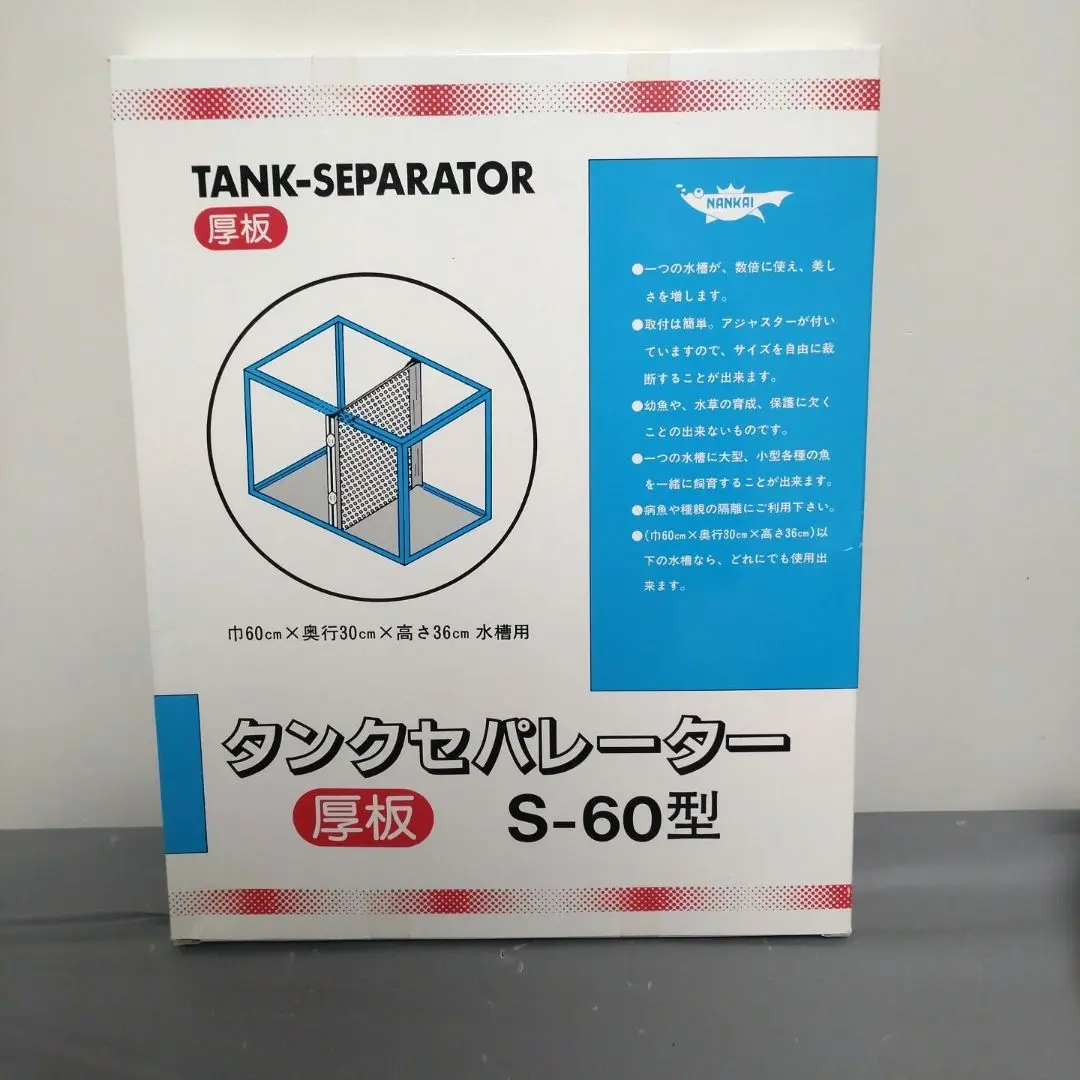 TANK-SEPARATOR
厚板
巾60cm×奥行30cm×高さ36cm 水槽用
NANKAI
●一つの水槽が、数倍に使え、美し
さを増します。
●取付は簡単。アジャスターが付い
ていますので、サイズを自由に裁
断することが出来ます。
●幼魚や、水草の育成、保護に欠く
ことの出来ないものです。
●一つの水槽に大型、小型各種の魚
を一緒に飼育することが出来ます。
●病魚や種親の隔離にご利用下さい。
●(巾60cm×奥行30cm×高さ36cm)以
下の水槽なら、どれにでも使用出
来ます。
タンクセパレーター
厚板 S-60型